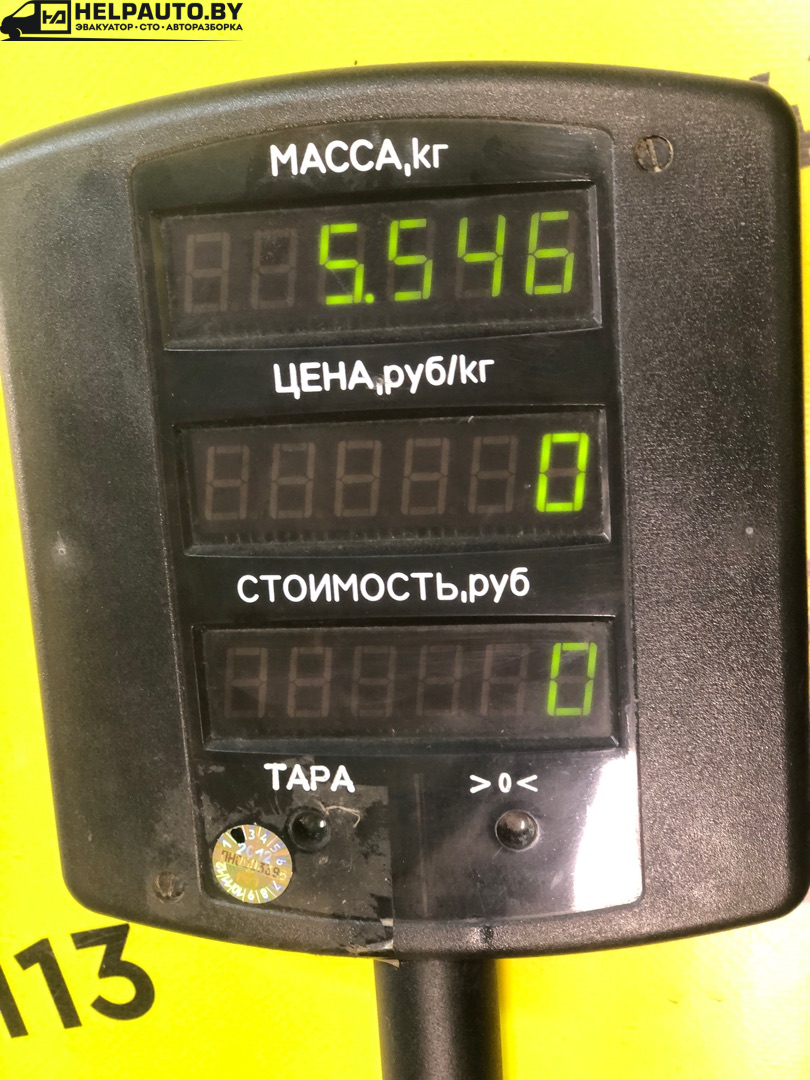 HELPAUTO.BY
ЭВАКУАТОР • СТО • АВТОРАЗБОРКА
МАССА,кг
5.546
ЦЕНА,руб/кг
0
СТОИМОСТЬ,руб
0
ТАРА >0<
113